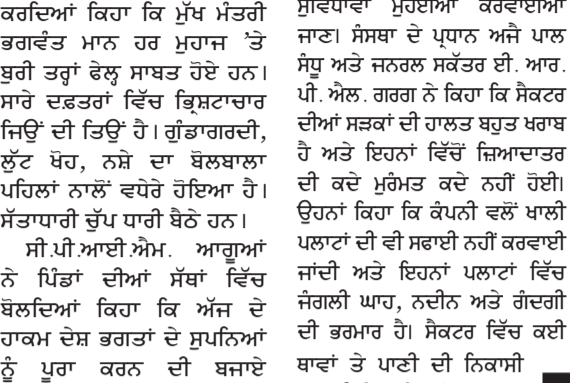 ਕਰਦਿਆਂ ਕਿਹਾ ਕਿ ਮੁੱਖ ਮੰਤਰੀ
ਭਗਵੰਤ ਮਾਨ ਹਰ ਮੁਹਾਜ 'ਤੇ
ਬੁਰੀ ਤਰ੍ਹਾਂ ਫੇਲ੍ਹ ਸਾਬਤ ਹੋਏ ਹਨ।
ਸਾਰੇ ਦਫ਼ਤਰਾਂ ਵਿੱਚ ਭ੍ਰਿਸ਼ਟਾਚਾਰ
ਜਿਉਂ ਦੀ ਤਿਉਂ ਹੈ। ਗੁੰਡਾਗਰਦੀ,
ਲੁੱਟ ਖੋਹ, ਨਸ਼ੇ ਦਾ ਬੋਲਬਾਲਾ
ਪਹਿਲਾਂ ਨਾਲੋਂ ਵਧੇਰੇ ਹੋਇਆ ਹੈ।
ਸੱਤਾਧਾਰੀ ਚੁੱਪ ਧਾਰੀ ਬੈਠੇ ਹਨ।
ਸੀ.ਪੀ.ਆਈ.ਐਮ. ਆਗੂਆਂ
ਨੇ ਪਿੰਡਾਂ ਦੀਆਂ ਸੱਥਾਂ ਵਿੱਚ
ਬੋਲਦਿਆਂ ਕਿਹਾ ਕਿ ਅੱਜ ਦੇ
ਹਾਕਮ ਦੇਸ਼ ਭਗਤਾਂ ਦੇ ਸੁਪਨਿਆਂ
ਨੂੰ ਪੂਰਾ ਕਰਨ ਦੀ ਬਜਾਏ
ਸੁਵਿਧਾਵਾਂ ਮੁਹੱਈਆ ਕਰਵਾਈਆਂ
ਜਾਣ। ਸੰਸਥਾ ਦੇ ਪ੍ਰਧਾਨ ਅਜੈ ਪਾਲ
ਸੰਧੂ ਅਤੇ ਜਨਰਲ ਸਕੱਤਰ ਈ. ਆਰ.
ਪੀ. ਐਲ. ਗਰਗ ਨੇ ਕਿਹਾ ਕਿ ਸੈਕਟਰ
ਦੀਆਂ ਸੜਕਾਂ ਦੀ ਹਾਲਤ ਬਹੁਤ ਖਰਾਬ
ਹੈ ਅਤੇ ਇਹਨਾਂ ਵਿੱਚੋਂ ਜ਼ਿਆਦਾਤਰ
ਦੀ ਕਦੇ ਮੁਰੰਮਤ ਕਦੇ ਨਹੀਂ ਹੋਈ।
ਉਹਨਾਂ ਕਿਹਾ ਕਿ ਕੰਪਨੀ ਵਲੋਂ ਖਾਲੀ
ਪਲਾਟਾਂ ਦੀ ਵੀ ਸਫਾਈ ਨਹੀਂ ਕਰਵਾਈ
ਜਾਂਦੀ ਅਤੇ ਇਹਨਾਂ ਪਲਾਟਾਂ ਵਿੱਚ
ਜੰਗਲੀ ਘਾਹ, ਨਦੀਨ ਅਤੇ ਗੰਦਗੀ
ਦੀ ਭਰਮਾਰ ਹੈ। ਸੈਕਟਰ ਵਿੱਚ ਕਈ
ਥਾਵਾਂ ਤੇ ਪਾਣੀ ਦੀ ਨਿਕਾਸੀ